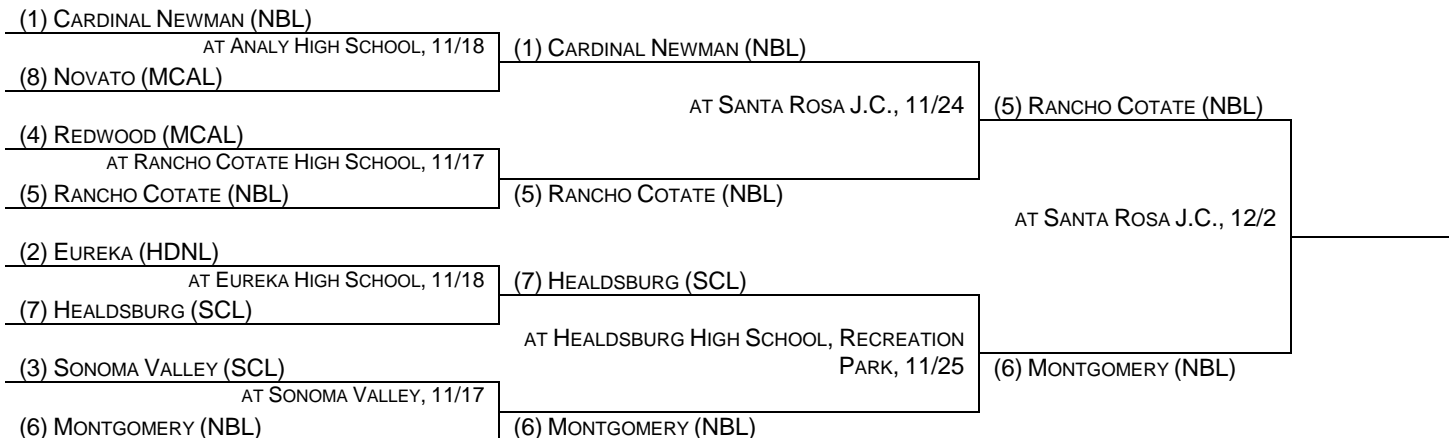 (1) CARDINAL NEWMAN (NBL)
AT ANALY HIGH SCHOOL, 11/18
(8) NOVATO (MCAL)
(4) REDWOOD (MCAL)
AT RANCHO COTATE HIGH SCHOOL, 11/17
(5) RANCHO COTATE (NBL)
(2) EUREKA (HDNL)
AT EUREKA HIGH SCHOOL, 11/18
(7) HEALDSBURG (SCL)
(3) SONOMA VALLEY (SCL)
AT SONOMA VALLEY, 11/17
(6) MONTGOMERY (NBL)
(1) CARDINAL NEWMAN (NBL)
AT SANTA ROSA J.C., 11/24
(5) RANCHO COTATE (NBL)
(7) HEALDSBURG (SCL)
AT HEALDSBURG HIGH SCHOOL, RECREATION
PARK, 11/25
(6) MONTGOMERY (NBL)
(5) RANCHO COTATE (NBL)
AT SANTA ROSA J.C., 12/2
(6) MONTGOMERY (NBL)